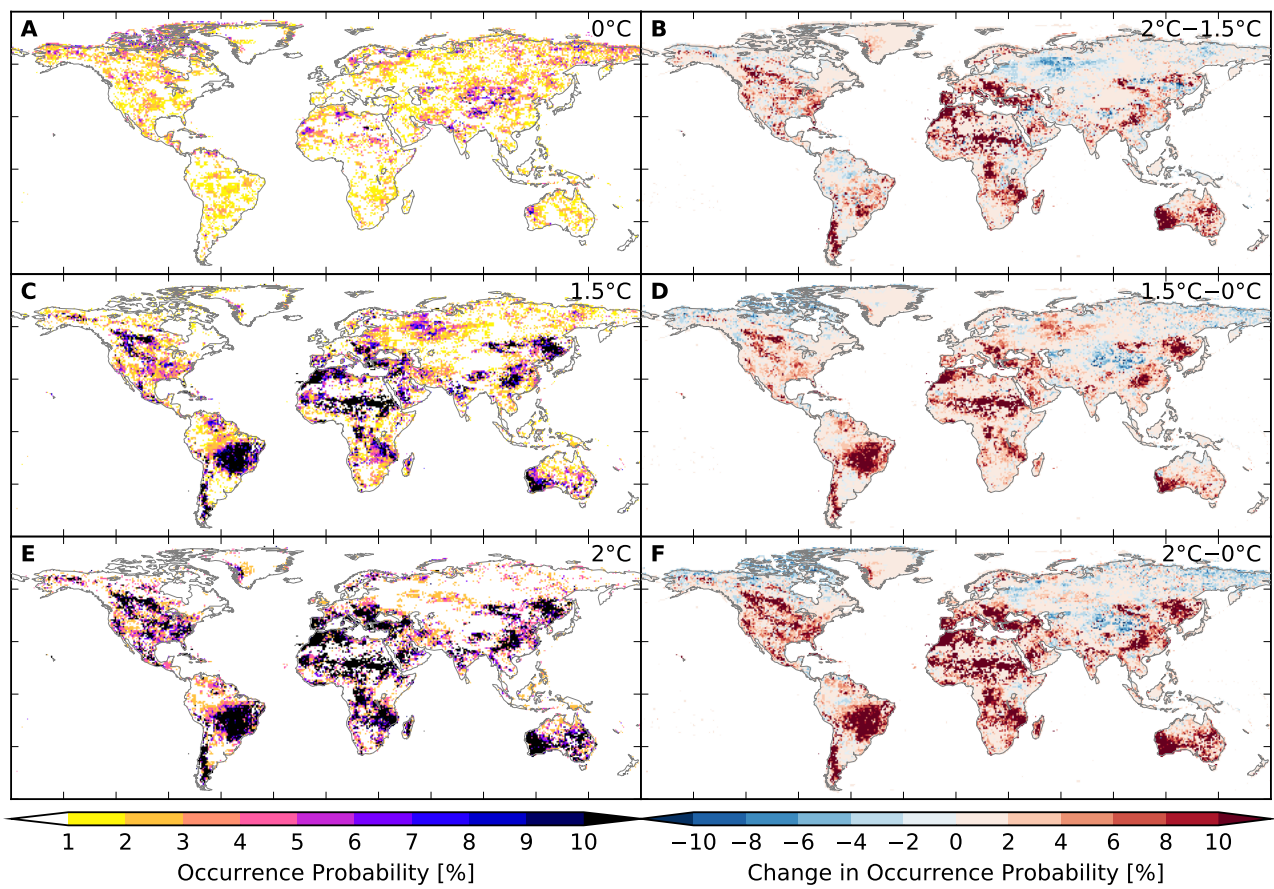 A 0°C
B 2°C−1.5°C
C 1.5°C
D 1.5°C−0°C
E 2°C
F 2°C−0°C
1 2 3 4 5 6 7 8 9 10
Occurrence Probability [%]
−10 −8 −6 −4 −2 0 2 4 6 8 10
Change in Occurrence Probability [%]